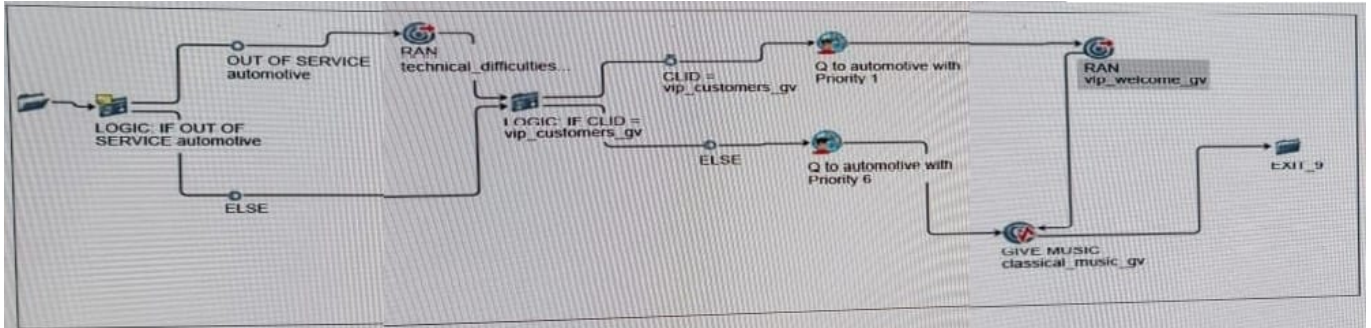 OUT OF SERVICE
automotive
RAN
technical_difficulties...
LOGIC: IF OUT OF
SERVICE automotive
ELSE
LOGIC: IF CLID =
vip_customers_gv
CLID =
vip_customers_gv
ELSE
Q to automotive with
Priority 1
Q to automotive with
Priority 6
RAN
vip_welcome_gv
GIVE MUSIC
classical_music_gv
EXIT_9